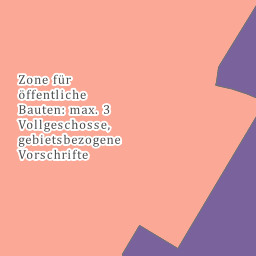 Zone für
öffentliche
Bauten: max. 3
Vollgeschosse,
gebietsbezogene
Vorschrifte